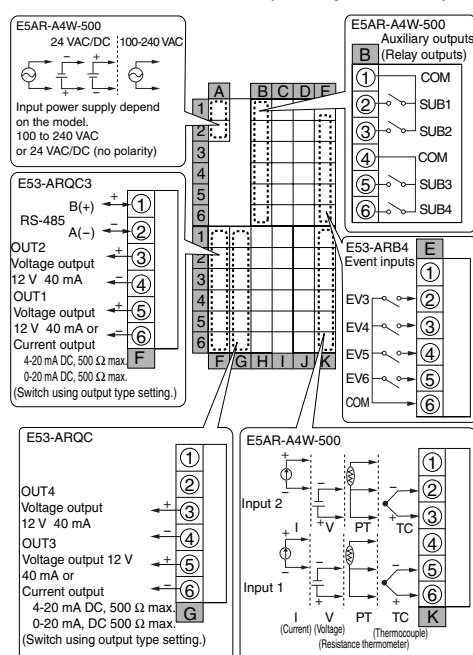 E5AR-A4W-500
24 VAC/DC
100-240 VAC
Input power supply depend
on the model.
100 to 240 VAC
or 24 VAC/DC (no polarity)
E5AR-A4W-500
Auxiliary outputs
(Relay outputs)
B
1 COM
2 SUB1
3 SUB2
4 COM
5 SUB3
6 SUB4
A B C D E
1
2
3
4
5
6
1
2
3
4
5
6
F G H I J K
E53-ARQC3
B(+) + 1
RS-485
A(−) − 2
OUT2
Voltage output
12 V 40 mA
+ 3
− 4
OUT1
Voltage output
12 V 40 mA or
Current output
+ 5
− 6
4-20 mA DC, 500 Ω max.
0-20 mA DC, 500 Ω max.
(Switch using output type setting.)
F
E53-ARB4
Event inputs
E
1
EV3 2
EV4 3
EV5 4
EV6 5
COM 6
E53-ARQC
1
2
OUT4
Voltage output
12 V 40 mA
+ 3
− 4
OUT3
Voltage output 12 V
40 mA or
Current output
+ 5
− 6
4-20 mA DC, 500 Ω max.
0-20 mA, DC 500 Ω max.
(Switch using output type setting.)
G
E5AR-A4W-500
1
2
3
4
5
6
K
Input 2
+ − − + − +
I V PT TC
Input 1
+ − − + − +
I V PT TC
(Current) (Voltage)
(Resistance thermometer)
(Thermocouple)